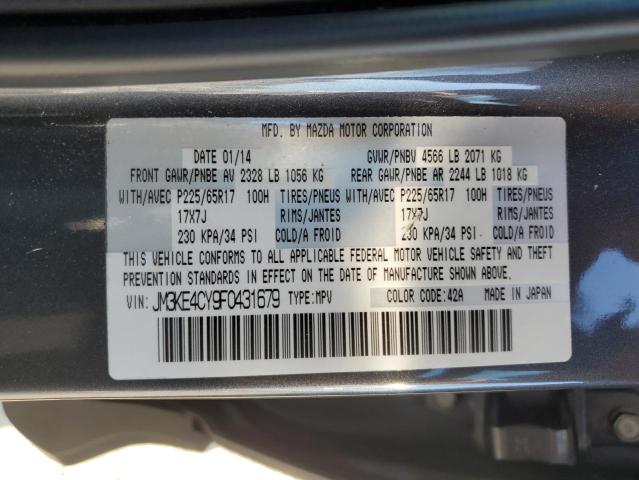 MFD. BY MAZDA MOTOR CORPORATION
DATE 01/14 GVWR/PNBV 4566 LB 2071 KG
FRONT GAWR/PNBE AV 2328 LB 1056 KG REAR GAWR/PNBE AR 2244 LB 1018 KG
WITH/AVEC P225/65R17 100H TIRES/PNEUS WITH/AVEC P225/65R17 100H TIRES/PNEUS
17X7J RIMS/JANTES 17X7J RIMS/JANTES
230 KPA/34 PSI COLD/A FROID 230 KPA/34 PSI COLD/A FROID
THIS VEHICLE CONFORMS TO ALL APPLICABLE FEDERAL MOTOR VEHICLE SAFETY AND THEFT
PREVENTION STANDARDS IN EFFECT ON THE DATE OF MANUFACTURE SHOWN ABOVE.
VIN: JM3KE4CY9F0431679 TYPE:MPV COLOR CODE:42A MADE IN JAPAN